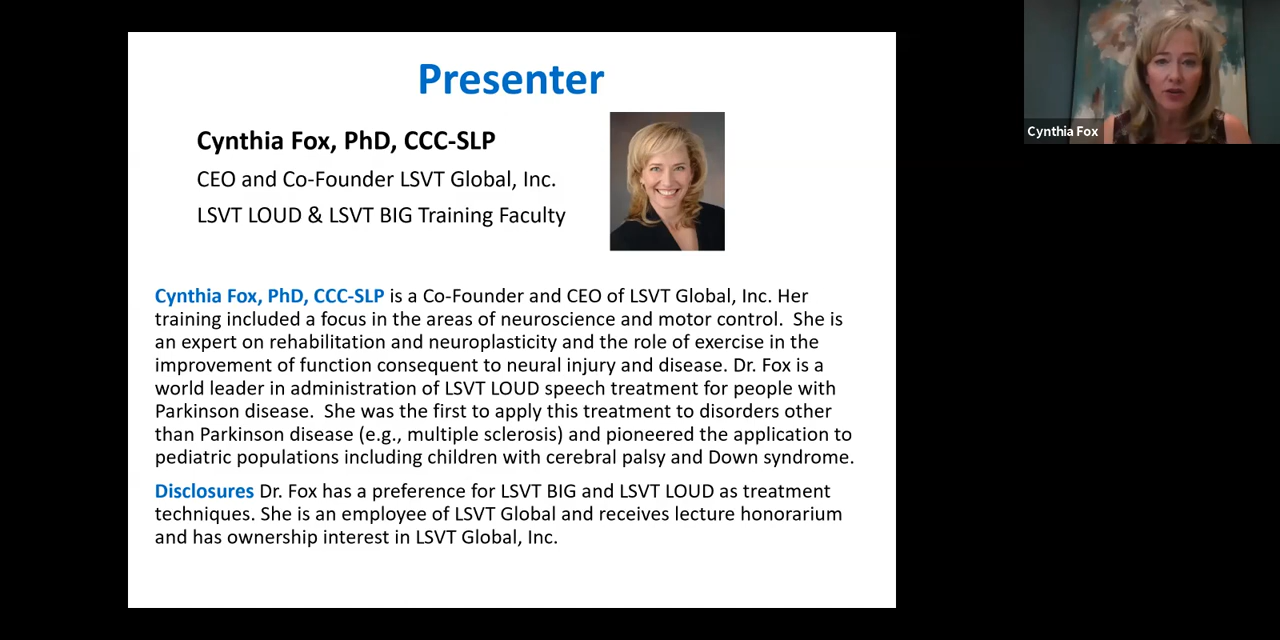 Presenter
Cynthia Fox, PhD, CCC-SLP
CEO and Co-Founder LSVT Global, Inc.
LSVT LOUD & LSVT BIG Training Faculty
Cynthia Fox, PhD, CCC-SLP is a Co-Founder and CEO of LSVT Global, Inc. Her
training included a focus in the areas of neuroscience and motor control.  She is
an expert on rehabilitation and neuroplasticity and the role of exercise in the
improvement of function consequent to neural injury and disease. Dr. Fox is a
world leader in administration of LSVT LOUD speech treatment for people with
Parkinson disease.  She was the first to apply this treatment to disorders other
than Parkinson disease (e.g., multiple sclerosis) and pioneered the application to
pediatric populations including children with cerebral palsy and Down syndrome.
Disclosures Dr. Fox has a preference for LSVT BIG and LSVT LOUD as treatment
techniques. She is an employee of LSVT Global and receives lecture honorarium
and has ownership interest in LSVT Global, Inc.
Cynthia Fox